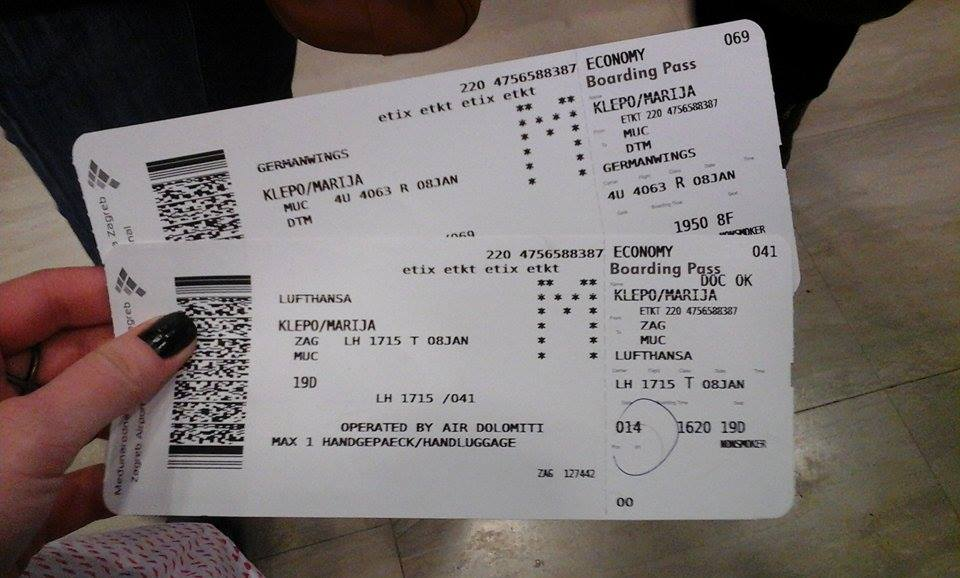 069
220 4756588387
ECONOMY
etix etkt etix etkt
Boarding Pass
GERMANWINGS
KLEPO/MARIJA
MUC 4U 4063 R 08JAN
DTM
/069
KLEPO/MARIJA
ETKT 220 4756588387
MUC
DTM
GERMANWINGS
4U 4063 R 08JAN
1950 8F
NONSMOKER
Zagreb
220 4756588387
ECONOMY 041
etix etkt etix etkt
Boarding Pass
DOC OK
LUFTHANSA
KLEPO/MARIJA
ZAG LH 1715 T 08JAN
MUC
19D
LH 1715 /041
OPERATED BY AIR DOLOMITI
MAX 1 HANDGEPAECK/HANDLUGGAGE
ZAG 127442
KLEPO/MARIJA
ETKT 220 4756588387
ZAG
MUC
LUFTHANSA
LH 1715 T 08JAN
014 1620 19D
NONSMOKER
00
Zagreb Airport